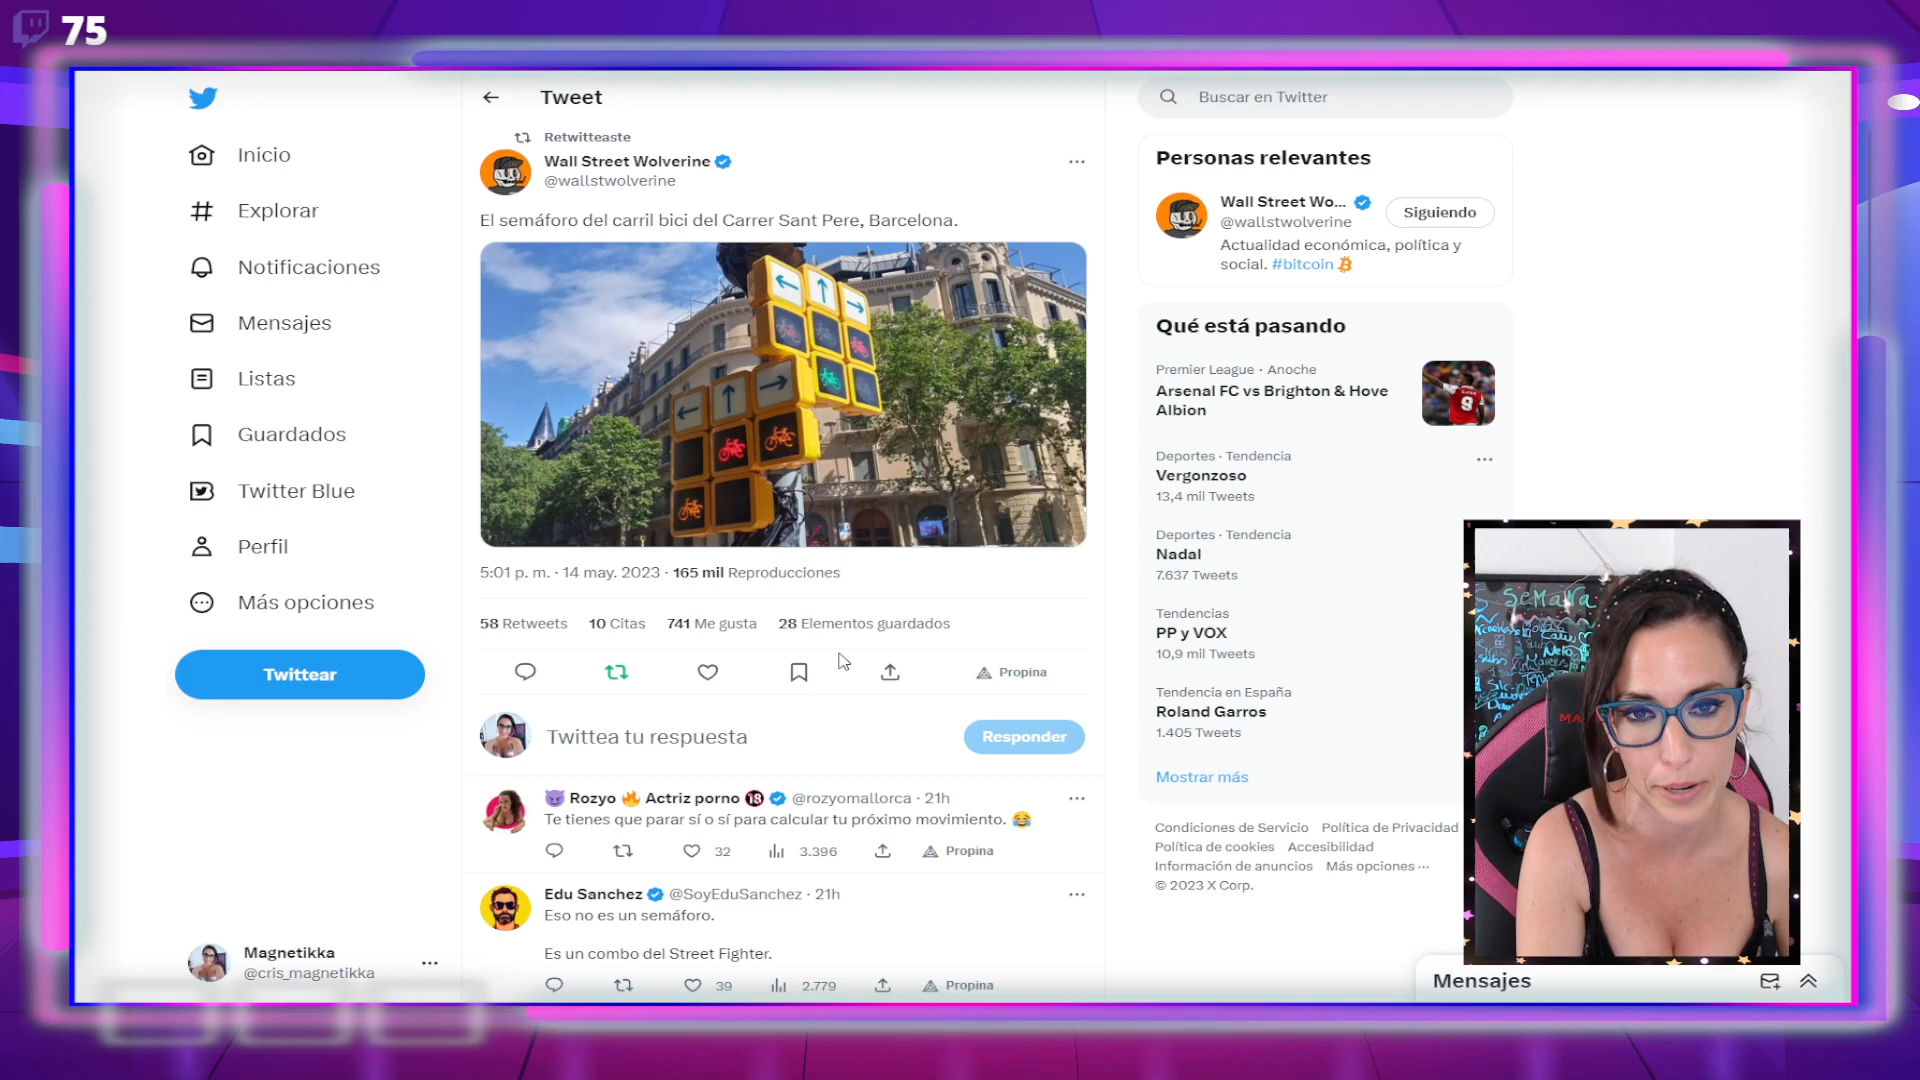 75
Inicio
Explorar
Notificaciones
Mensajes
Listas
Guardados
Twitter Blue
Perfil
Más opciones
Twittear
Magnetikka
@cris_magnetikka
Tweet
Retwitteaste
Wall Street Wolverine
@wallstwolverine
El semáforo del carril bici del Carrer Sant Pere, Barcelona.
5:01 p. m. · 14 may. 2023 · 165 mil Reproducciones
58 Retweets 10 Citas 741 Me gusta 28 Elementos guardados
Propina
Twittea tu respuesta
Responder
Rozyo 🔥 Actriz porno 🔞 @rozyomallorca · 21h
Te tienes que parar sí o sí para calcular tu próximo movimiento. 😂
32 3.396 Propina
Edu Sanchez @SoyEduSanchez · 21h
Eso no es un semáforo.
Es un combo del Street Fighter.
39 2.779 Propina
Buscar en Twitter
Personas relevantes
Wall Street Wo...
@wallstwolverine
Siguiendo
Actualidad económica, política y
social. #bitcoin
Qué está pasando
Premier League · Anoche
Arsenal FC vs Brighton & Hove
Albion
9
Deportes · Tendencia
Vergonzoso
13,4 mil Tweets
Deportes · Tendencia
Nadal
7.637 Tweets
Tendencias
PP y VOX
10,9 mil Tweets
Tendencia en España
Roland Garros
1.405 Tweets
Mostrar más
Condiciones de Servicio Política de Privacidad
Política de cookies Accesibilidad
Información de anuncios Más opciones ···
© 2023 X Corp.
SeMaNa
Mensajes